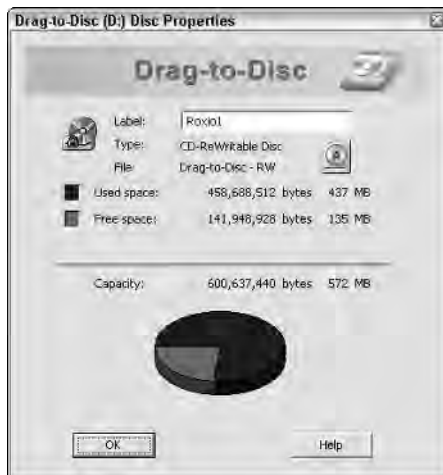 Drag-to-Disc (D:) Disc Properties
Drag-to-Disc
Label: Roxio1
Type: CD-ReWritable Disc
File Drag-to-Disc - RW
Used space: 458,688,512 bytes 437 MB
Free space: 141,948,928 bytes 135 MB
Capacity: 600,637,440 bytes 572 MB
OK Help